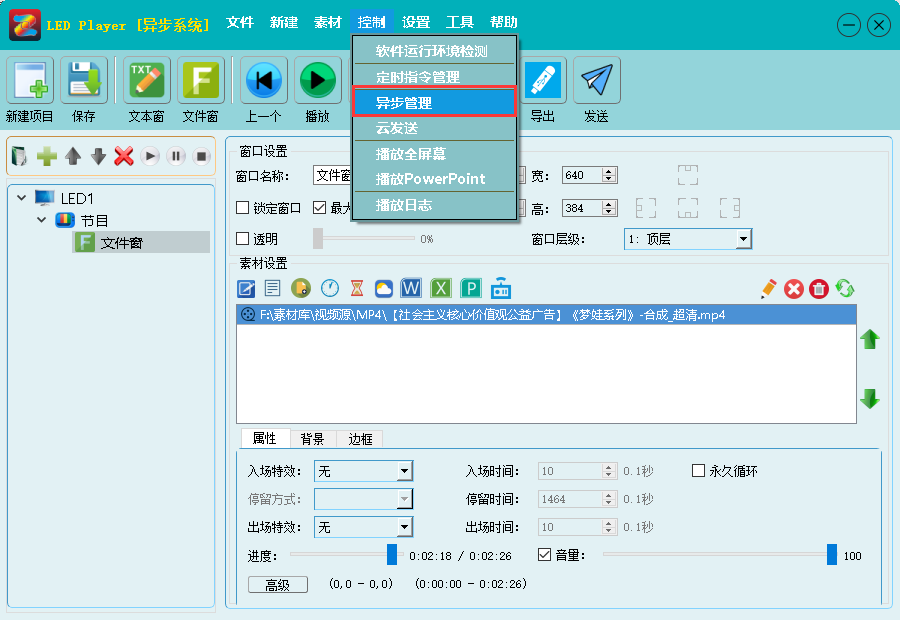 LED Player [异步系统] 文件 新建 素材 控制 设置 工具 帮助
软件运行环境检测
定时指令管理
异步管理
云发送
播放全屏幕
播放PowerPoint
播放日志
新建项目 保存 文本窗 文件窗 上一个 播放 导出 发送
LED1
节目
文件窗
窗口设置
窗口名称: 文件窗 宽: 640
锁定窗口 高: 384
透明 0% 窗口层级: 1: 顶层
素材设置
F:\素材库\视频源\MP4\【社会主义核心价值观公益广告】《梦娃系列》-合成_超清.mp4
属性 背景 边框
入场特效: 无 入场时间: 10 0.1秒 永久循环
停留方式: 停留时间: 1464 0.1秒
出场特效: 无 出场时间: 10 0.1秒
进度: 0:02:18 / 0:02:26 音量: 100
高级 (0,0 - 0,0) (0:00:00 - 0:02:26)